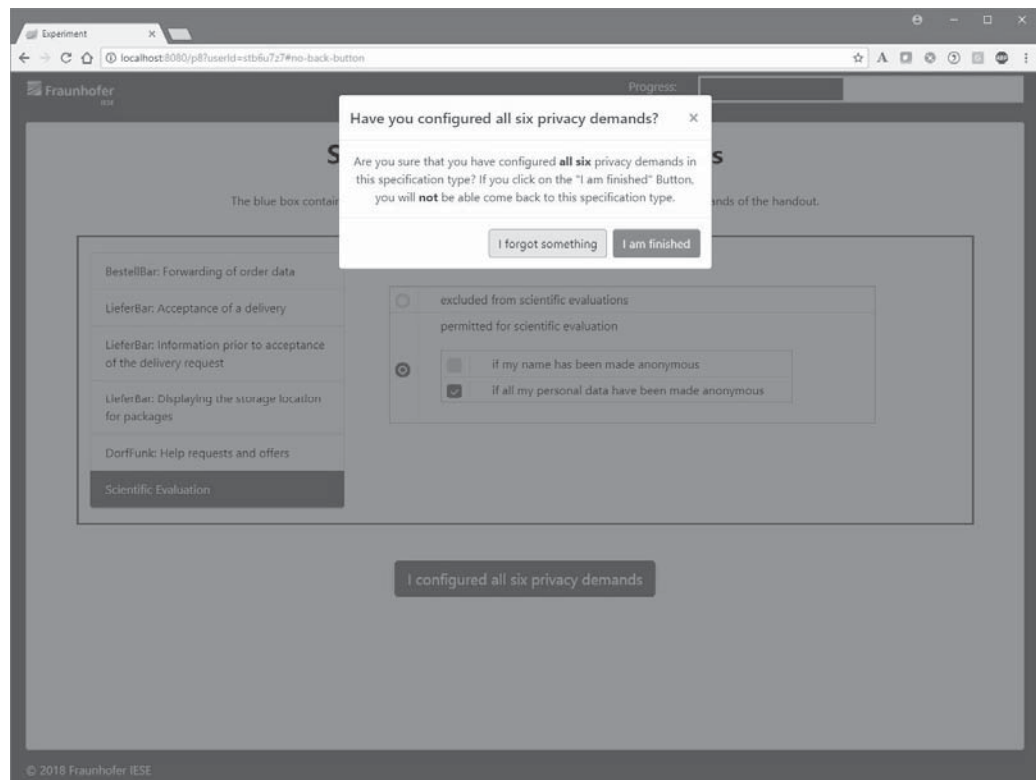 Experiment
localhost:8080/p8?userId=stb6u7z7#no-back-button
Fraunhofer
IESE
Progress:
Have you configured all six privacy demands?
Are you sure that you have configured all six privacy demands in
this specification type? If you click on the "I am finished" Button,
you will not be able come back to this specification type.
I forgot something
I am finished
S
s
The blue box contain
ands of the handout.
BestellBar: Forwarding of order data
LieferBar: Acceptance of a delivery
LieferBar: Information prior to acceptance
of the delivery request
LieferBar: Displaying the storage location
for packages
DorfFunk: Help requests and offers
Scientific Evaluation
excluded from scientific evaluations
permitted for scientific evaluation
if my name has been made anonymous
if all my personal data have been made anonymous
I configured all six privacy demands
© 2018 Fraunhofer IESE